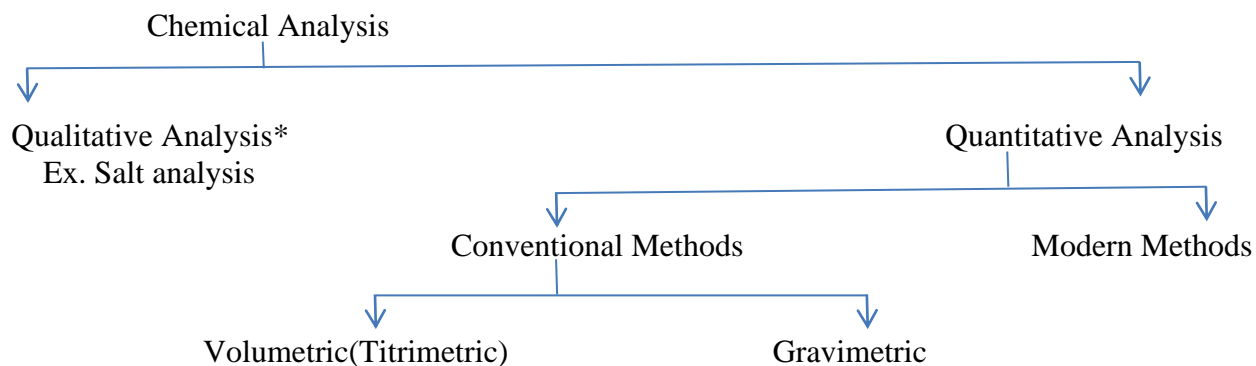 Chemical Analysis
Qualitative Analysis*
Ex. Salt analysis
Quantitative Analysis
Conventional Methods
Modern Methods
Volumetric(Titrimetric)
Gravimetric